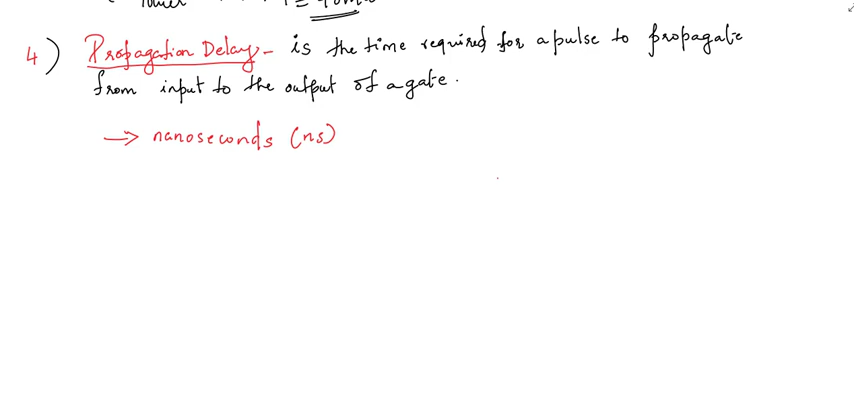 4) Propagation Delay - is the time required for a pulse to propagate
from input to the output of a gate.
→ nanoseconds (ns)